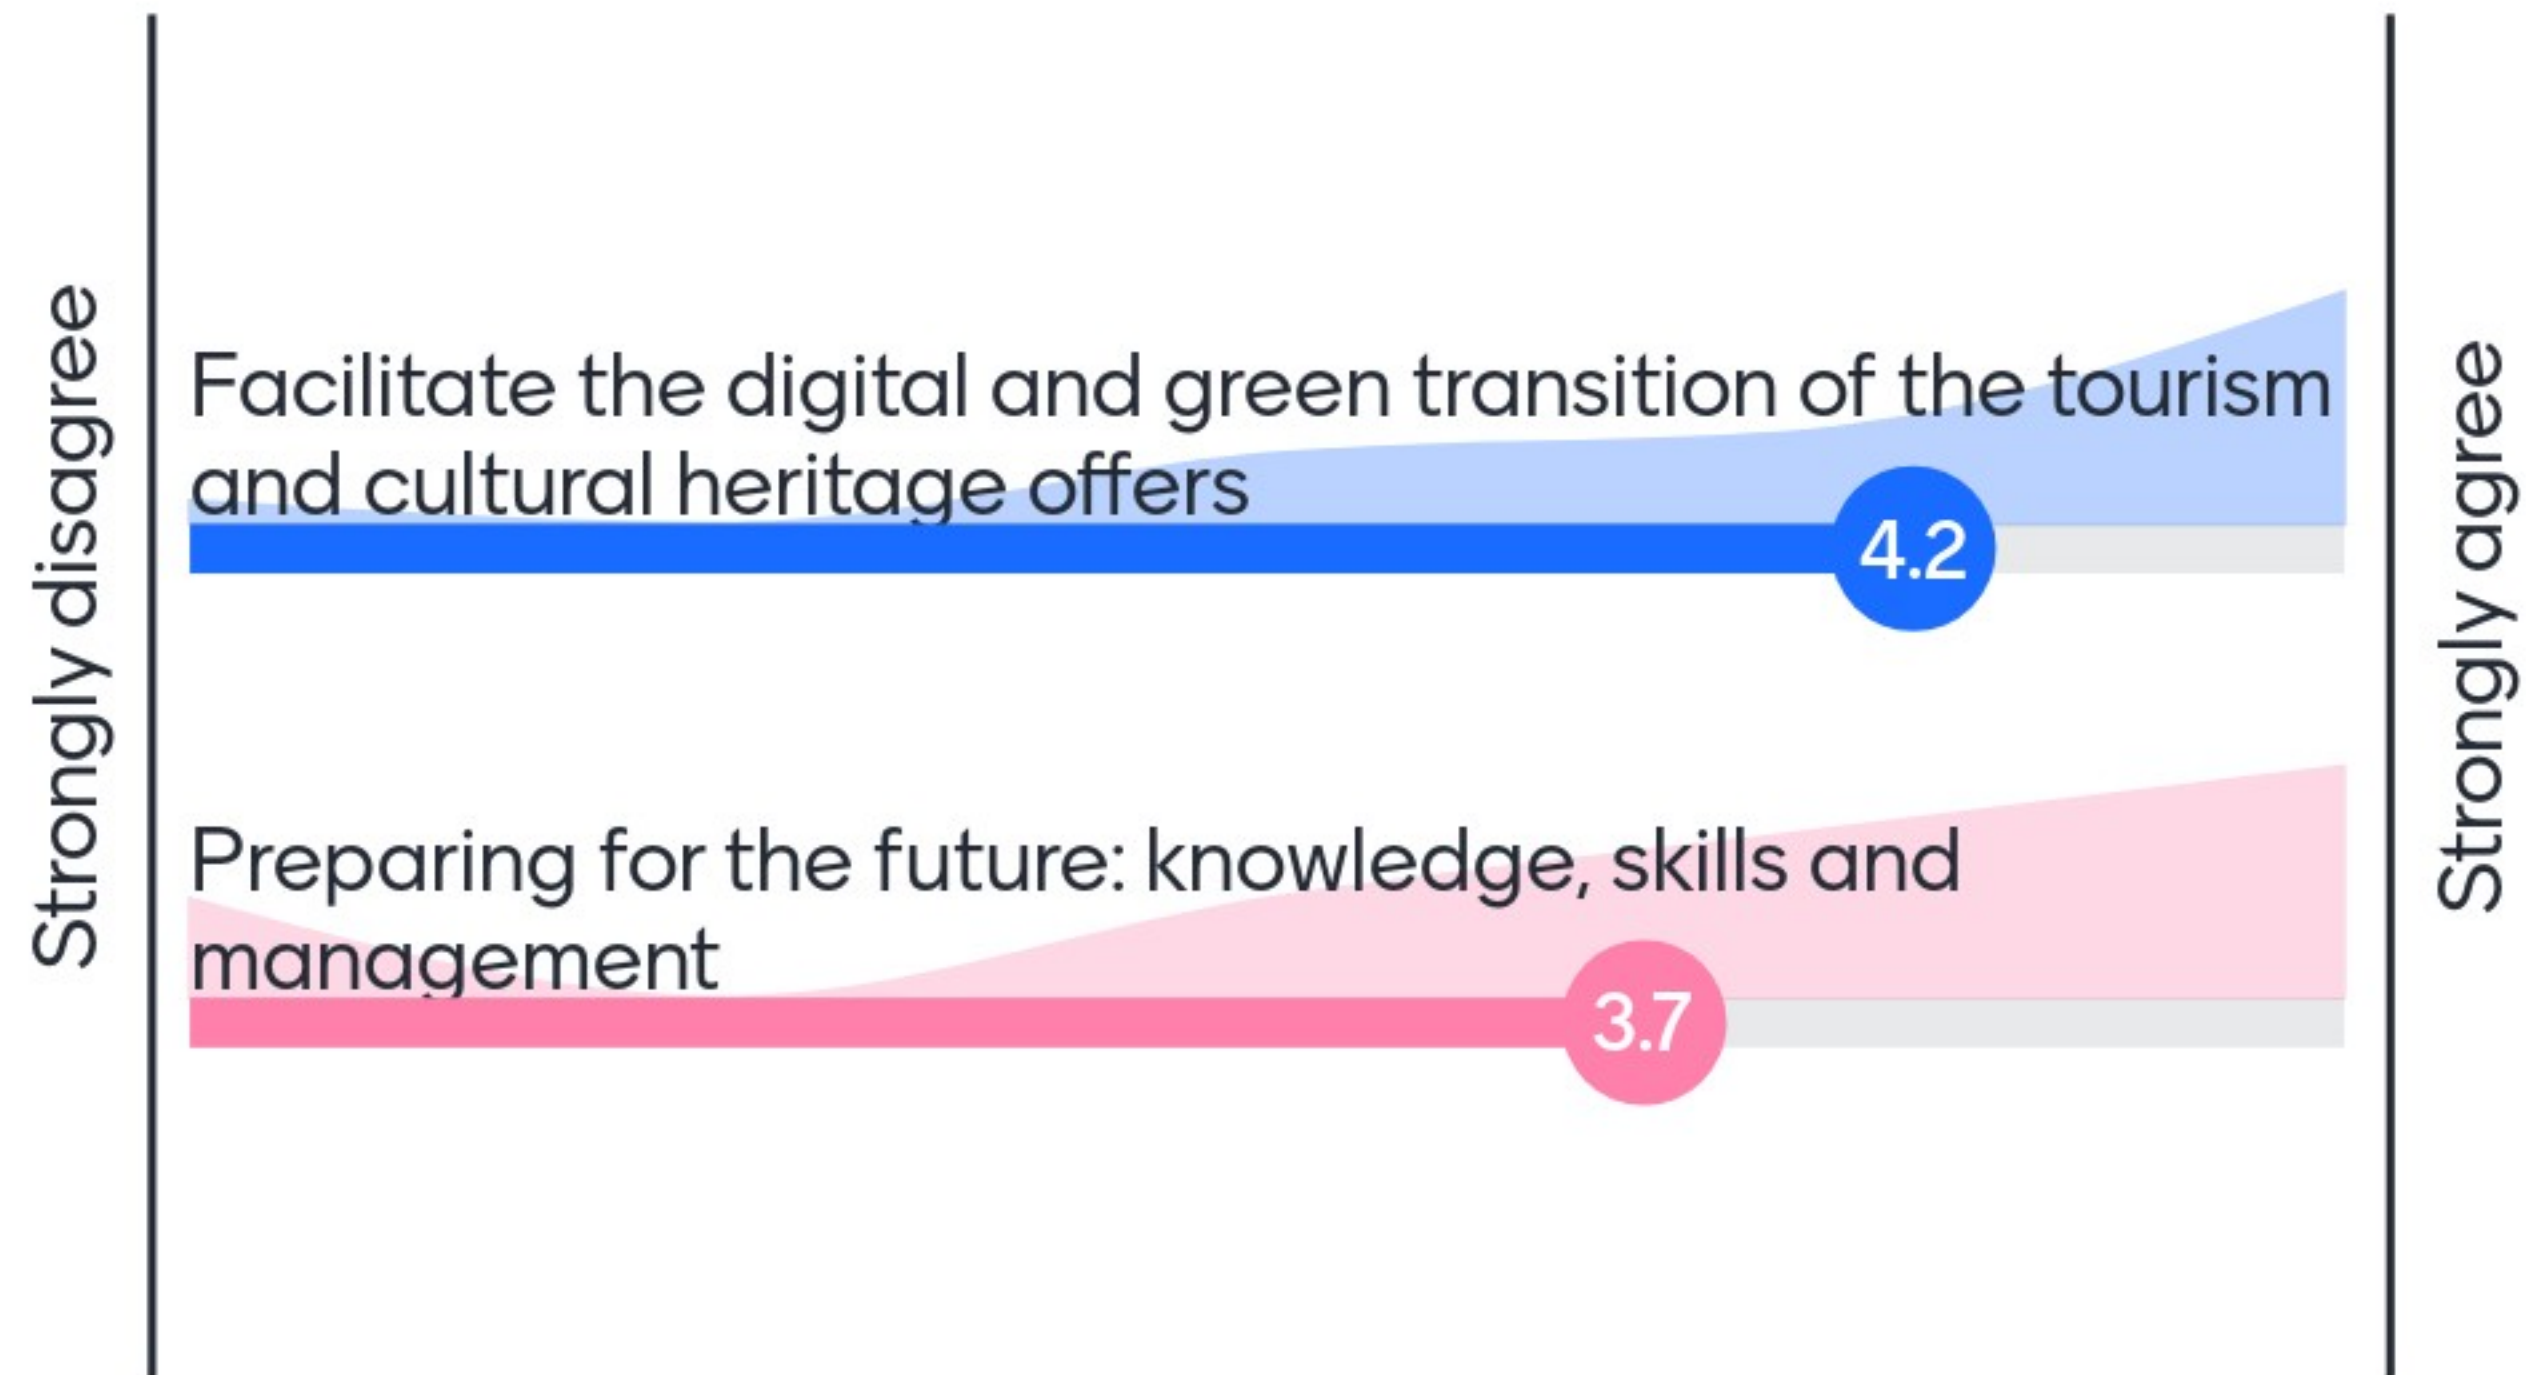 Strongly disagree
Facilitate the digital and green transition of the tourism
and cultural heritage offers
4.2
Preparing for the future: knowledge, skills and
management
3.7
Strongly agree